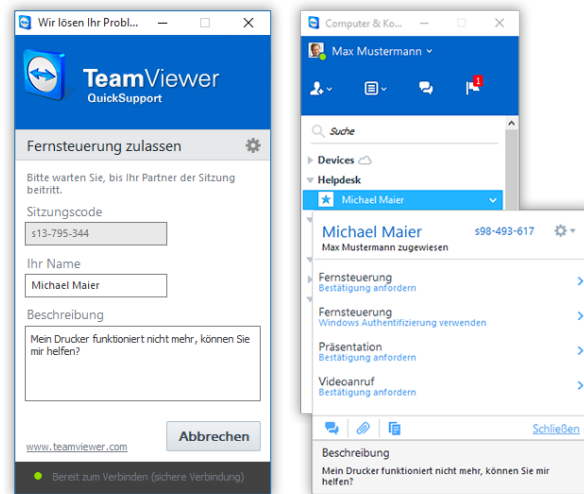 Wir lösen Ihr Probl...
TeamViewer
QuickSupport
Fernsteuerung zulassen
Bitte warten Sie, bis Ihr Partner der Sitzung
beitritt.
Sitzungscode
s13-795-344
Ihr Name
Michael Maier
Beschreibung
Mein Drucker funktioniert nicht mehr, können Sie
mir helfen?
www.teamviewer.com
Abbrechen
Bereit zum Verbinden (sichere Verbindung)
Computer & Ko...
Max Mustermann
1
Suche
Devices
Helpdesk
Michael Maier
Michael Maier s98-493-617
Max Mustermann zugewiesen
Fernsteuerung
Bestätigung anfordern
Fernsteuerung
Windows Authentifizierung verwenden
Präsentation
Bestätigung anfordern
Videoanruf
Bestätigung anfordern
Schließen
Beschreibung
Mein Drucker funktioniert nicht mehr, können Sie mir
helfen?